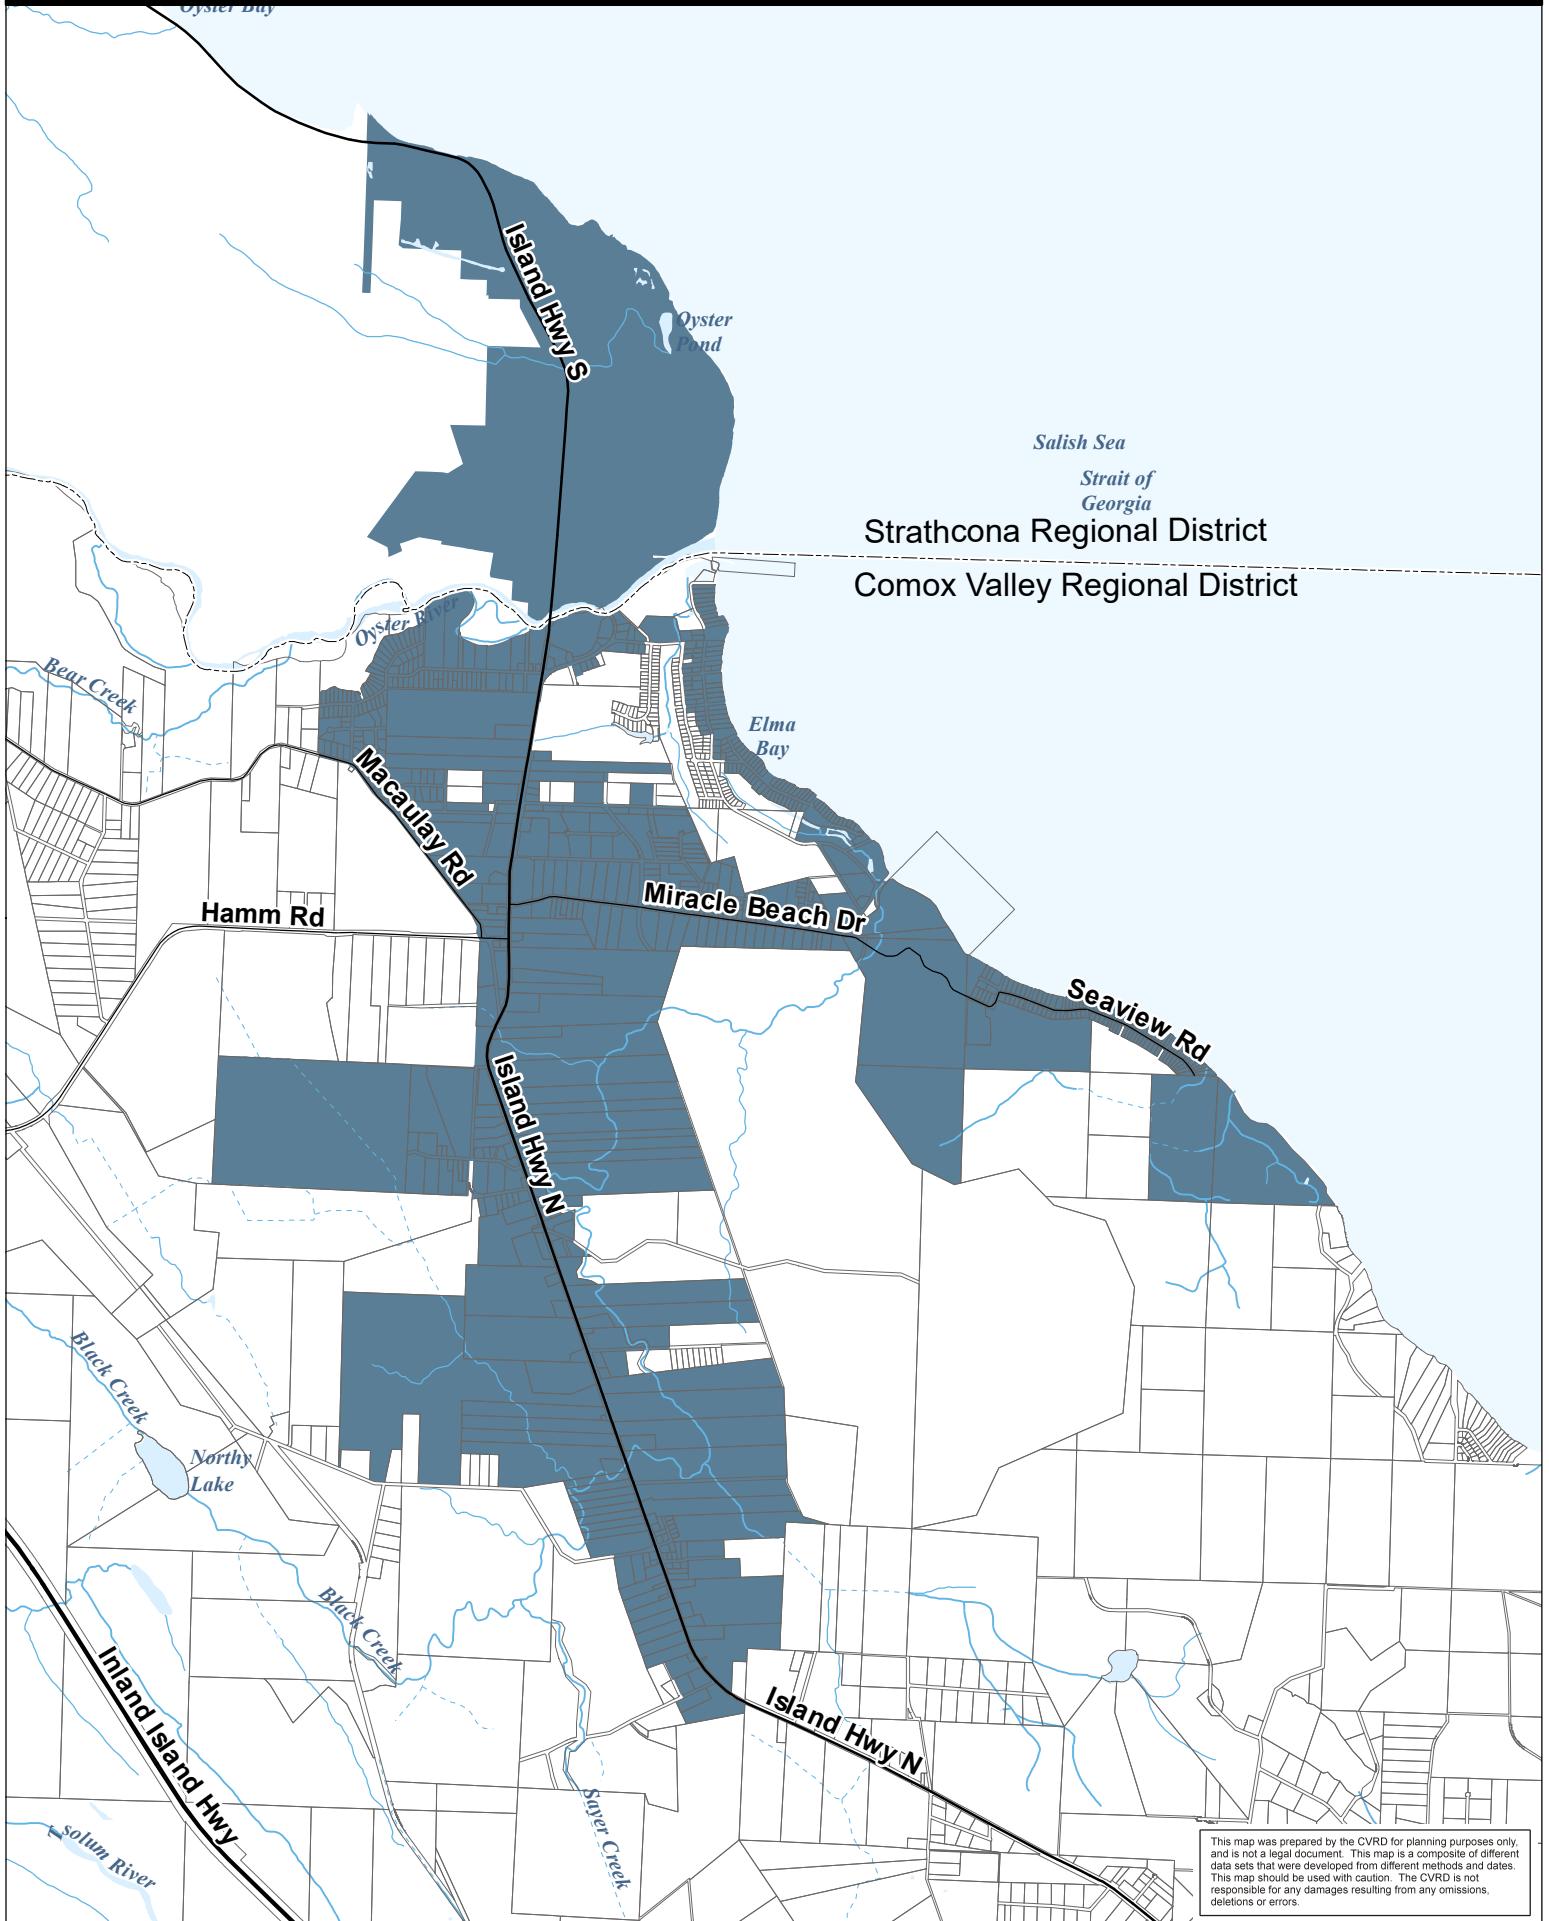 Oyster Bay
Island Hwy S
Oyster
Pond
Salish Sea
Strait of
Georgia
Strathcona Regional District
Comox Valley Regional District
Oyster River
Bear Creek
Elma
Bay
Macaulay Rd
Miracle Beach Dr
Hamm Rd
Seaview Rd
Island Hwy N
Black Creek
Northy
Lake
Black Creek
Inland Island Hwy
Island Hwy N
Sayer Creek
Tsolum River
This map was prepared by the CVRD for planning purposes only,
and is not a legal document. This map is a composite of different
data sets that were developed from different methods and dates.
This map should be used with caution. The CVRD is not
responsible for any damages resulting from any omissions,
deletions or errors.